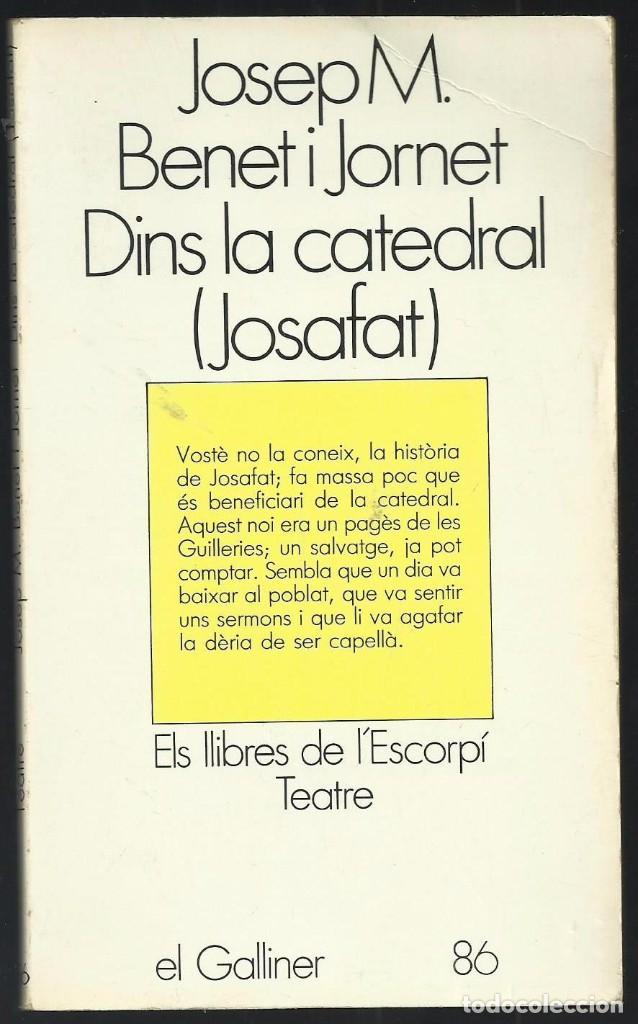 Josep M.
Benet i Jornet
Dins la catedral
(Josafat)
Vostè no la coneix, la història
de Josafat; fa massa poc que
és beneficiari de la catedral.
Aquest noi era un pagès de les
Guilleries; un salvatge, ja pot
comptar. Sembla que un dia va
baixar al poblat, que va sentir
uns sermons i que li va agafar
la dèria de ser capellà.
Els llibres de l'Escorpí
Teatre
el Galliner 86
todocoleccion